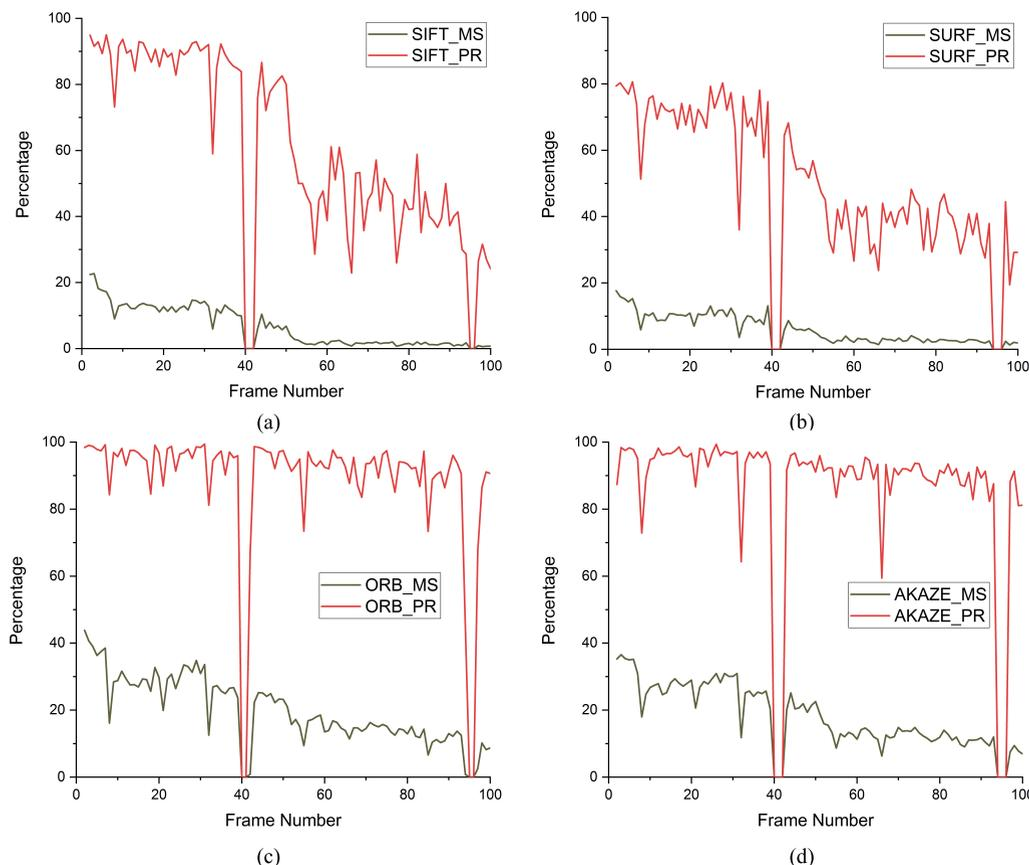 100
80
60
40
20
0
Percentage
SIFT_MS
SIFT_PR
0 20 40 60 80 100
Frame Number
(a)
100
80
60
40
20
0
Percentage
SURF_MS
SURF_PR
0 20 40 60 80 100
Frame Number
(b)
100
80
60
40
20
0
Percentage
ORB_MS
ORB_PR
0 20 40 60 80 100
Frame Number
(c)
100
80
60
40
20
0
Percentage
AKAZE_MS
AKAZE_PR
0 20 40 60 80 100
Frame Number
(d)